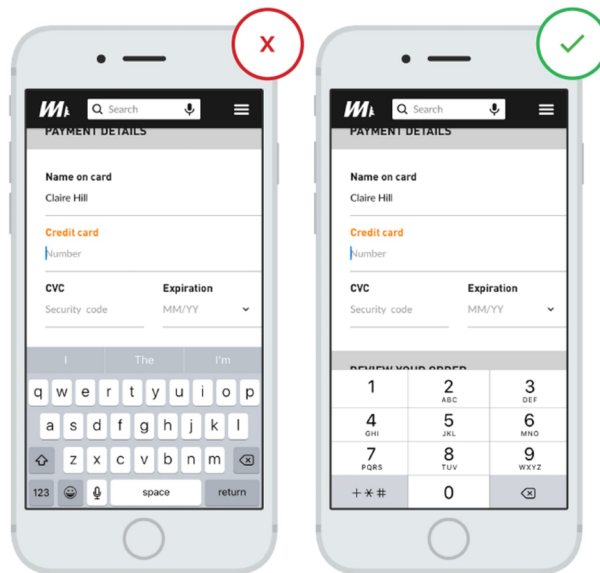 X
Search
PAYMENT DETAILS
Name on card
Claire Hill
Credit card
Number
CVC Expiration
Security code MM/YY
I The I'm
q w e r t y u i o p
a s d f g h j k l
z x c v b n m
123 space return
Search
PAYMENT DETAILS
Name on card
Claire Hill
Credit card
Number
CVC Expiration
Security code MM/YY
REVIEW YOUR ORDER
1 2 3
ABC DEF
4 5 6
GHI JKL MNO
7 8 9
PQRS TUV WXYZ
+*# 0